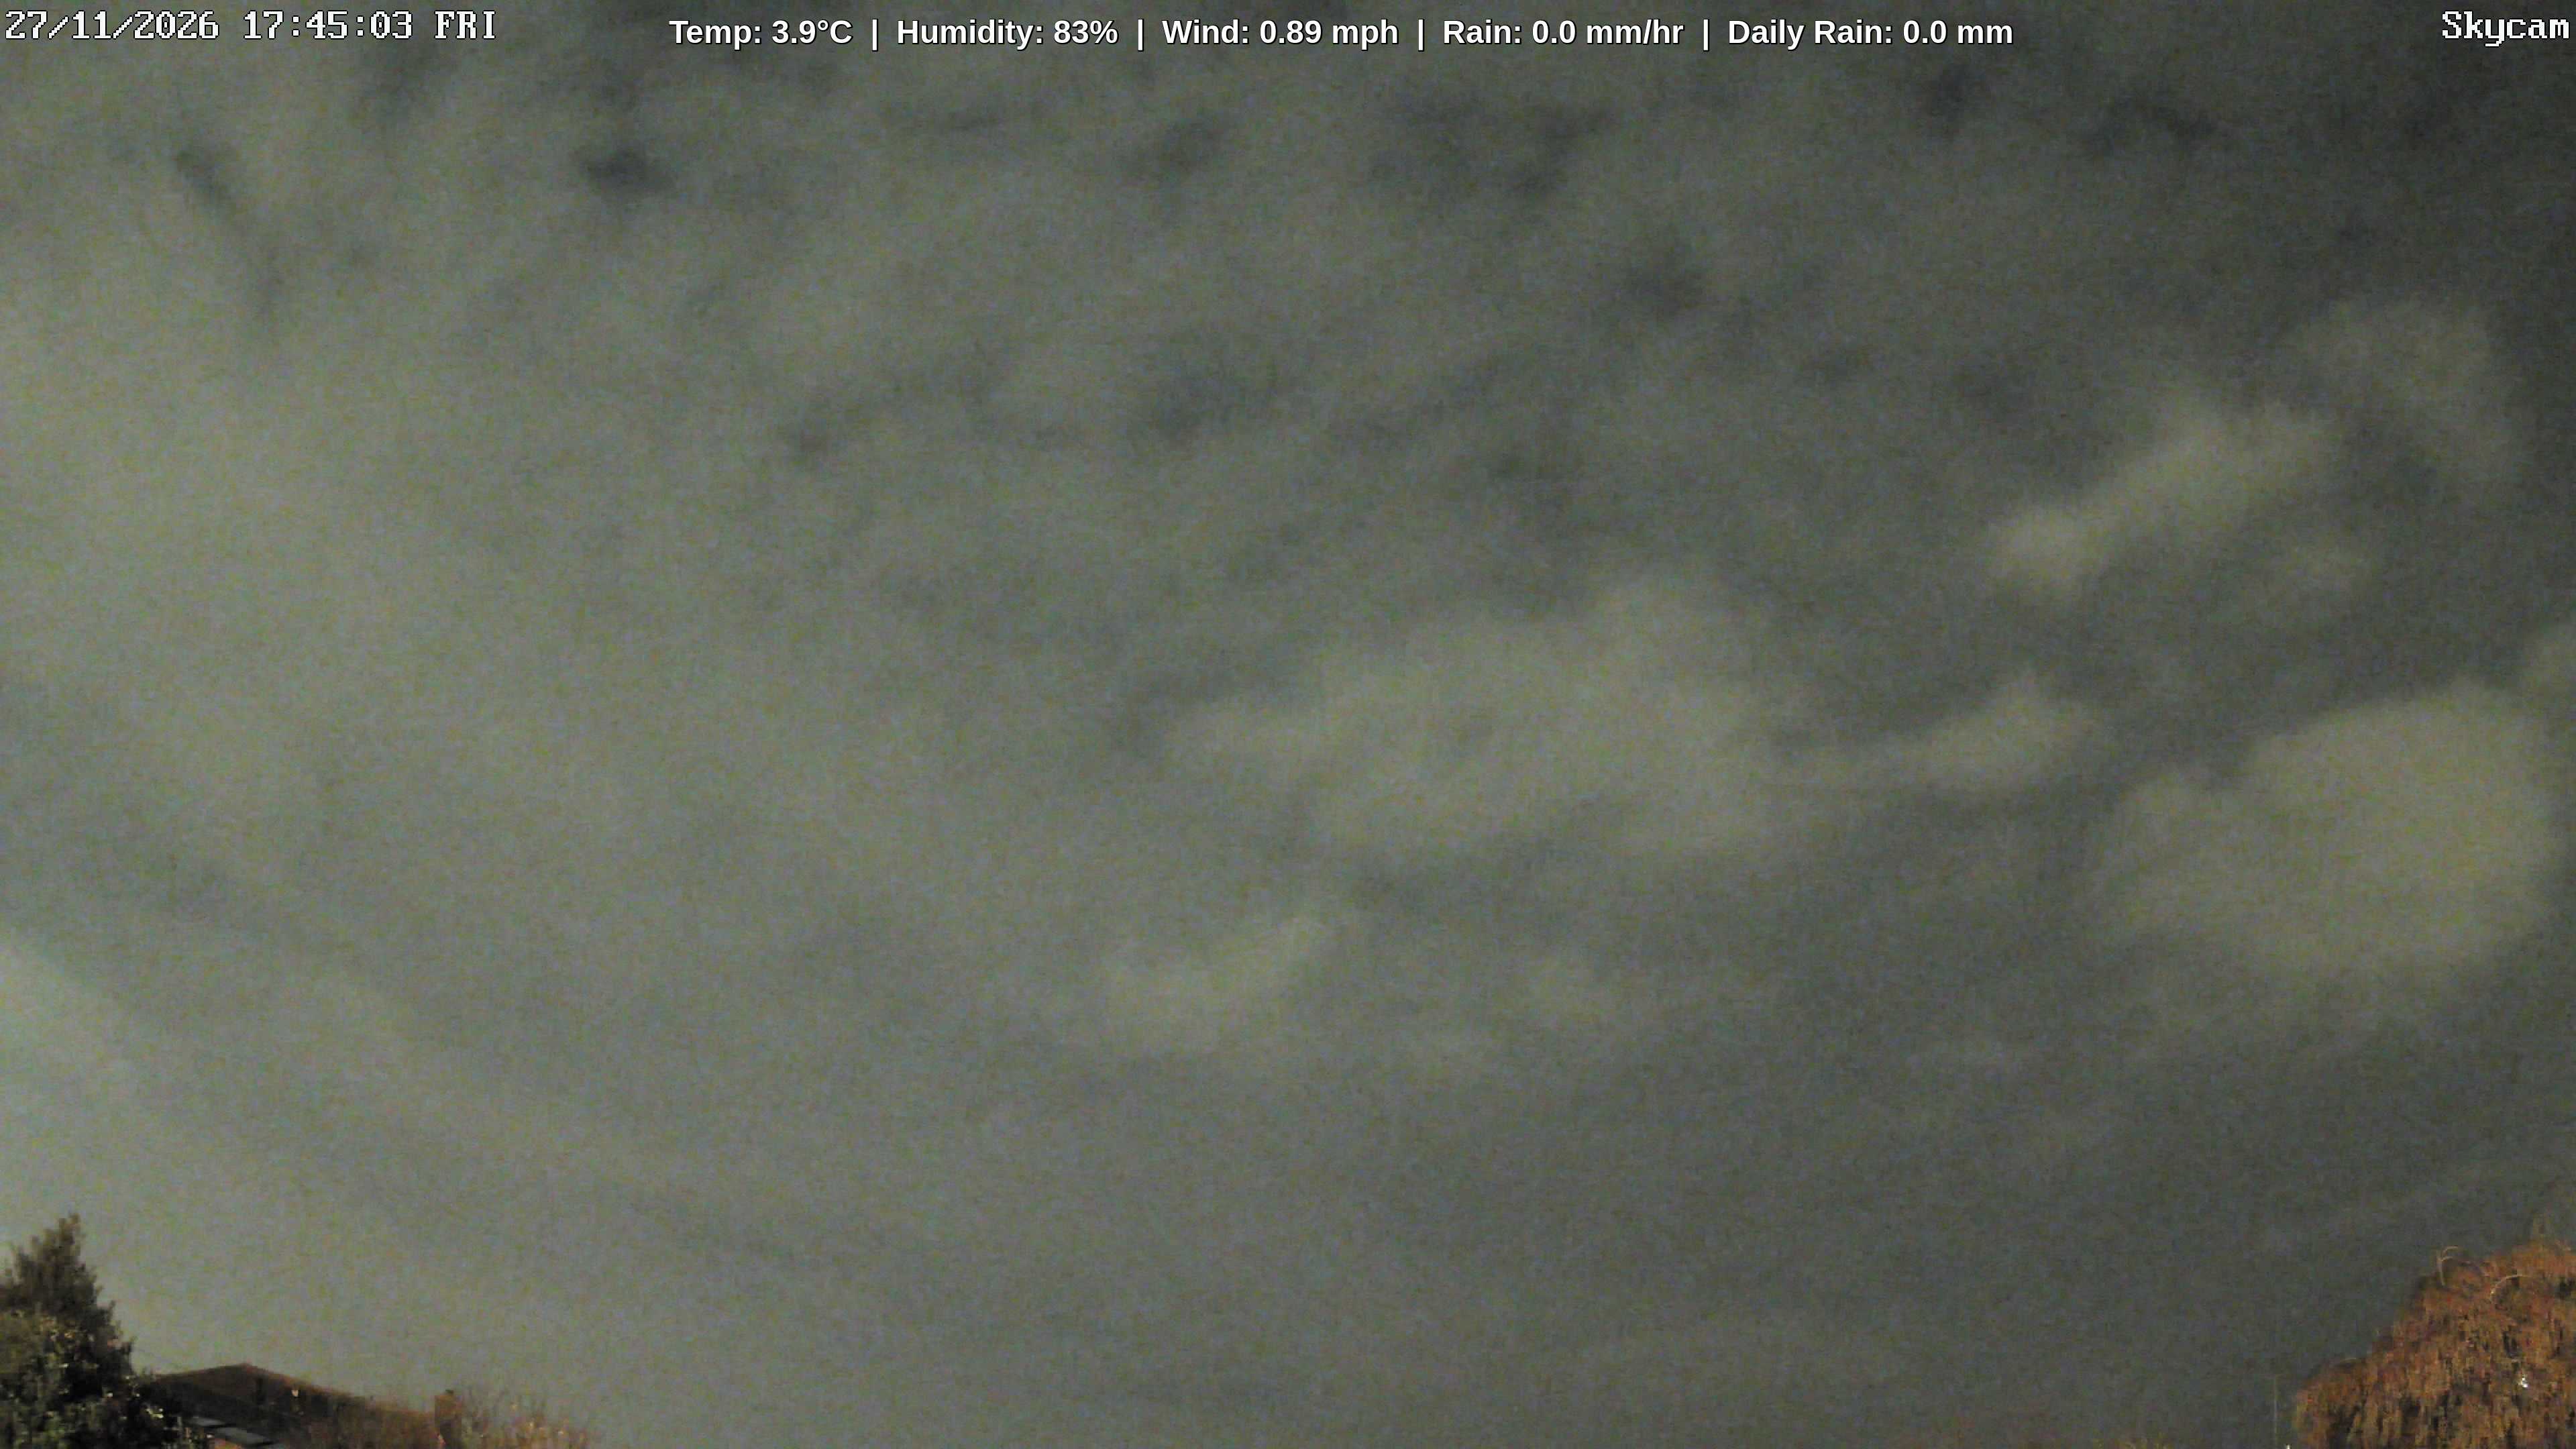 27/11/2026 17:45:03 FRI
Temp: 3.9°C | Humidity: 83% | Wind: 0.89 mph | Rain: 0.0 mm/hr | Daily Rain: 0.0 mm
Skycam